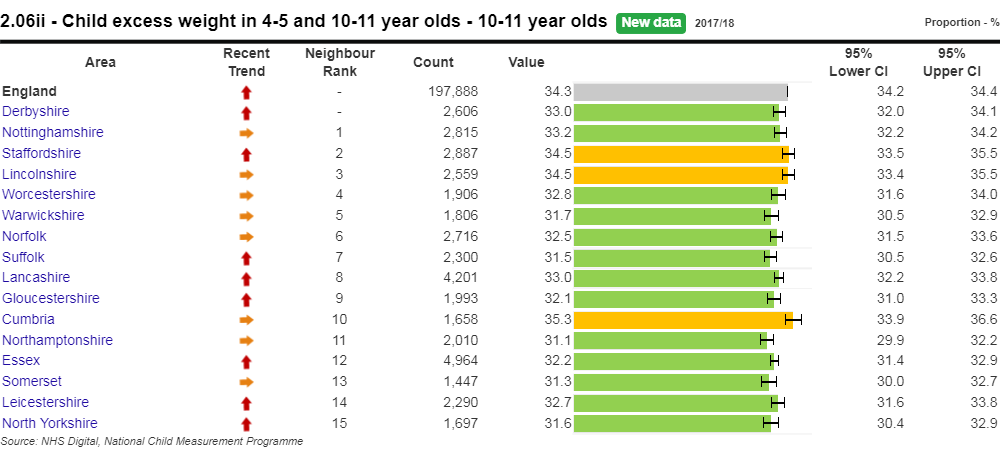 2.06ii - Child excess weight in 4-5 and 10-11 year olds - 10-11 year olds New data 2017/18 Proportion - %
Area Recent Trend Neighbour Rank Count Value 95% Lower CI 95% Upper CI
England - 197,888 34.3 34.2 34.4
Derbyshire - 2,606 33.0 32.0 34.1
Nottinghamshire 1 2,815 33.2 32.2 34.2
Staffordshire 2 2,887 34.5 33.5 35.5
Lincolnshire 3 2,559 34.5 33.4 35.5
Worcestershire 4 1,906 32.8 31.6 34.0
Warwickshire 5 1,806 31.7 30.5 32.9
Norfolk 6 2,716 32.5 31.5 33.6
Suffolk 7 2,300 31.5 30.5 32.6
Lancashire 8 4,201 33.0 32.2 33.8
Gloucestershire 9 1,993 32.1 31.0 33.3
Cumbria 10 1,658 35.3 33.9 36.6
Northamptonshire 11 2,010 31.1 29.9 32.2
Essex 12 4,964 32.2 31.4 32.9
Somerset 13 1,447 31.3 30.0 32.7
Leicestershire 14 2,290 32.7 31.6 33.8
North Yorkshire 15 1,697 31.6 30.4 32.9
Source: NHS Digital, National Child Measurement Programme